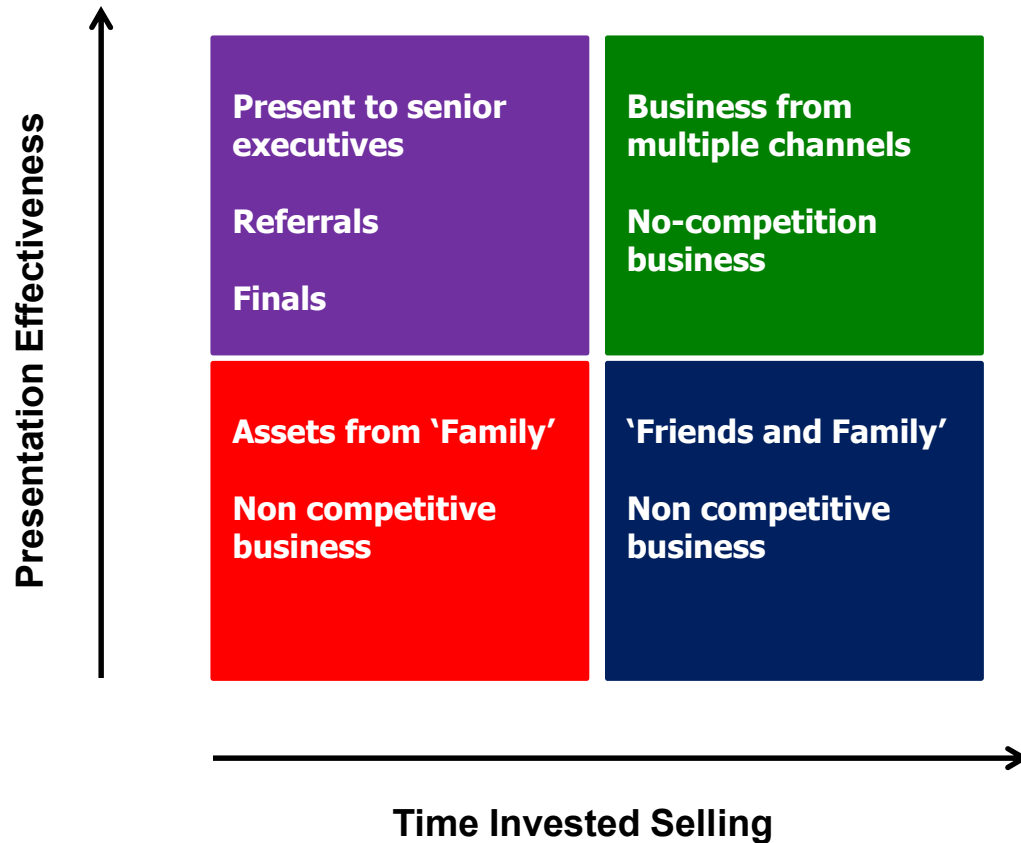 Presentation Effectiveness
Present to senior
executives
Referrals
Finals
Business from
multiple channels
No-competition
business
Assets from ‘Family’
Non competitive
business
‘Friends and Family’
Non competitive
business
Time Invested Selling